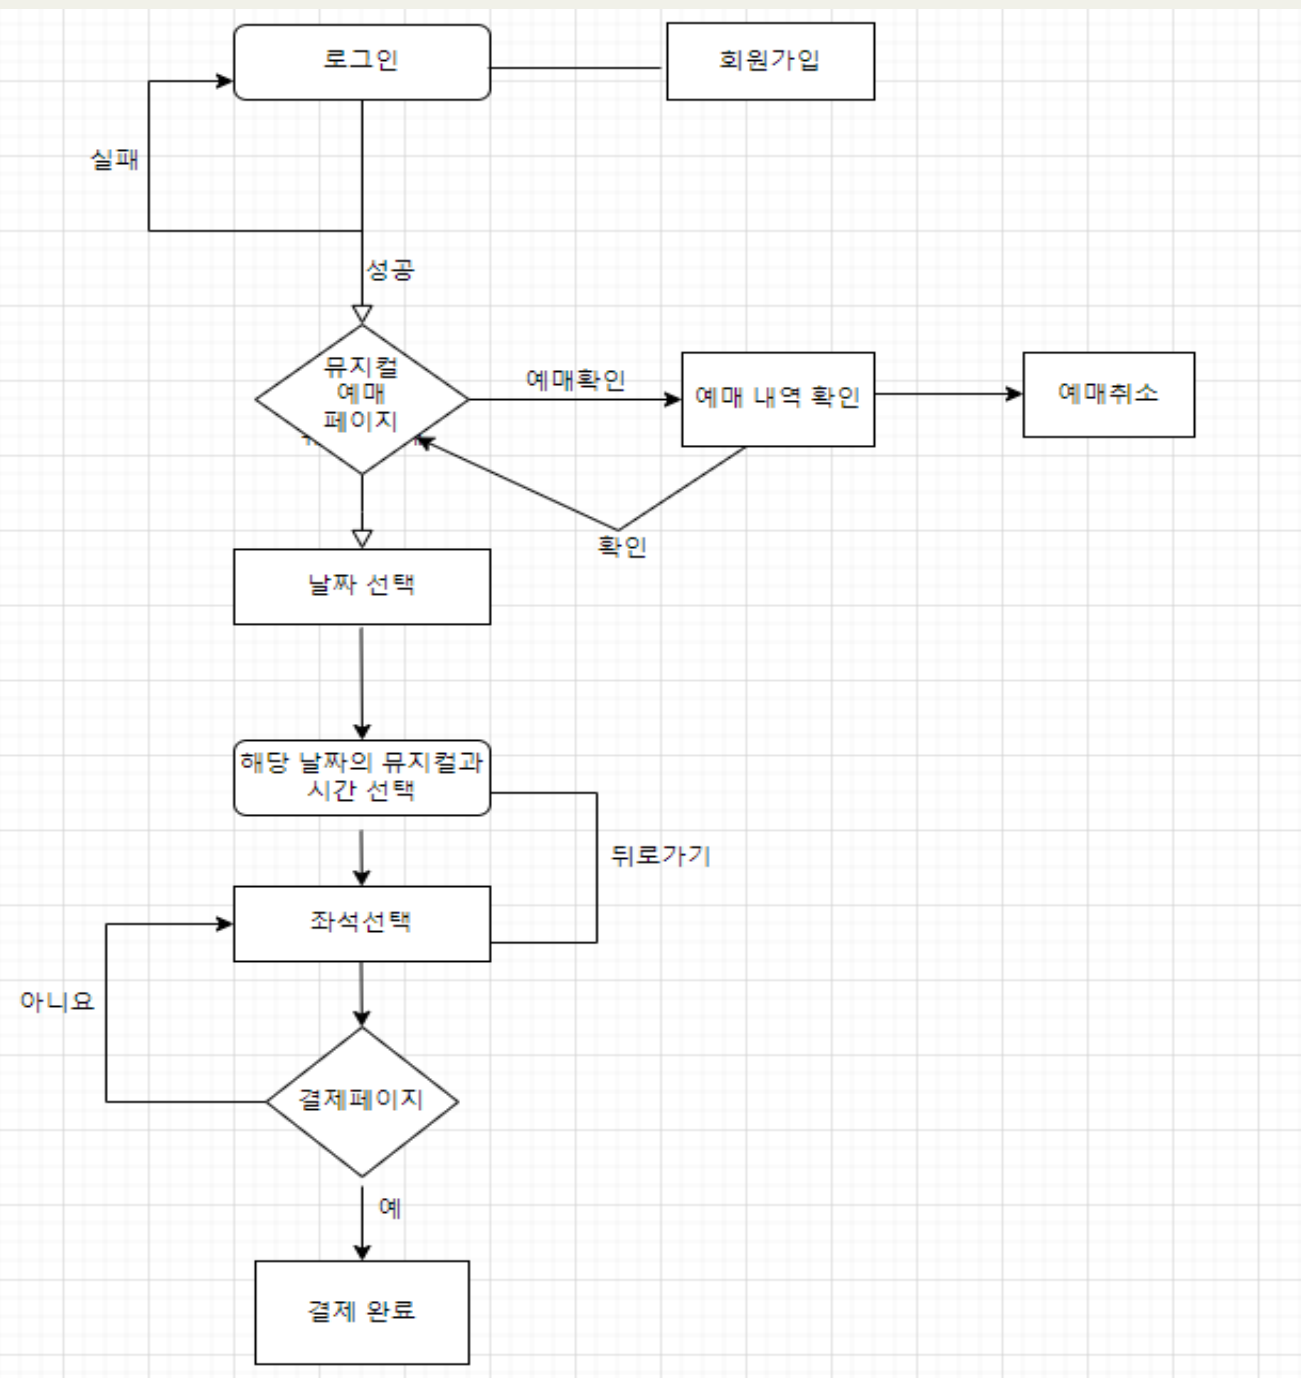 로그인
회원가입
실패
성공
뮤지컬
예매
페이지
예매확인
예매 내역 확인
예매취소
확인
날짜 선택
해당 날짜의 뮤지컬과
시간 선택
뒤로가기
좌석선택
아니요
결제페이지
예
결제 완료